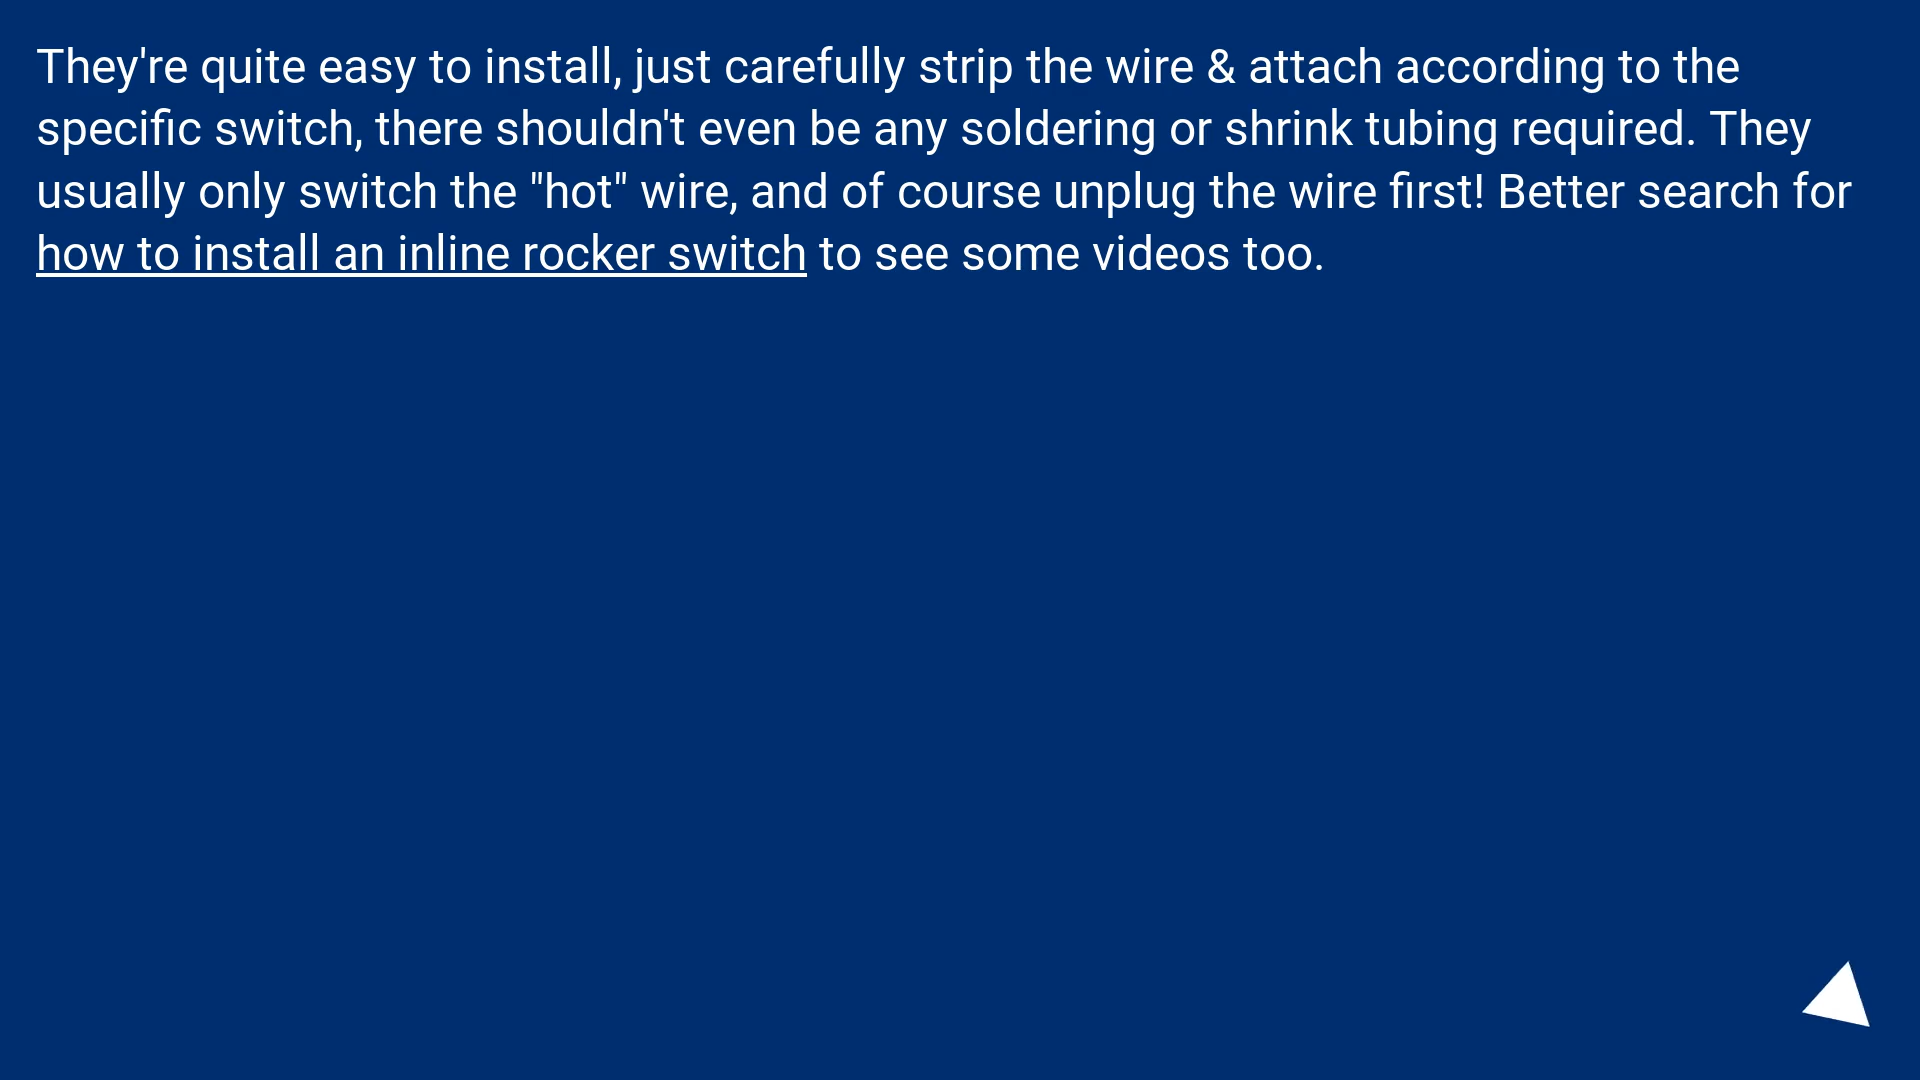 They're quite easy to install, just carefully strip the wire & attach according to the
specific switch, there shouldn't even be any soldering or shrink tubing required. They
usually only switch the "hot" wire, and of course unplug the wire first! Better search for
how to install an inline rocker switch to see some videos too.